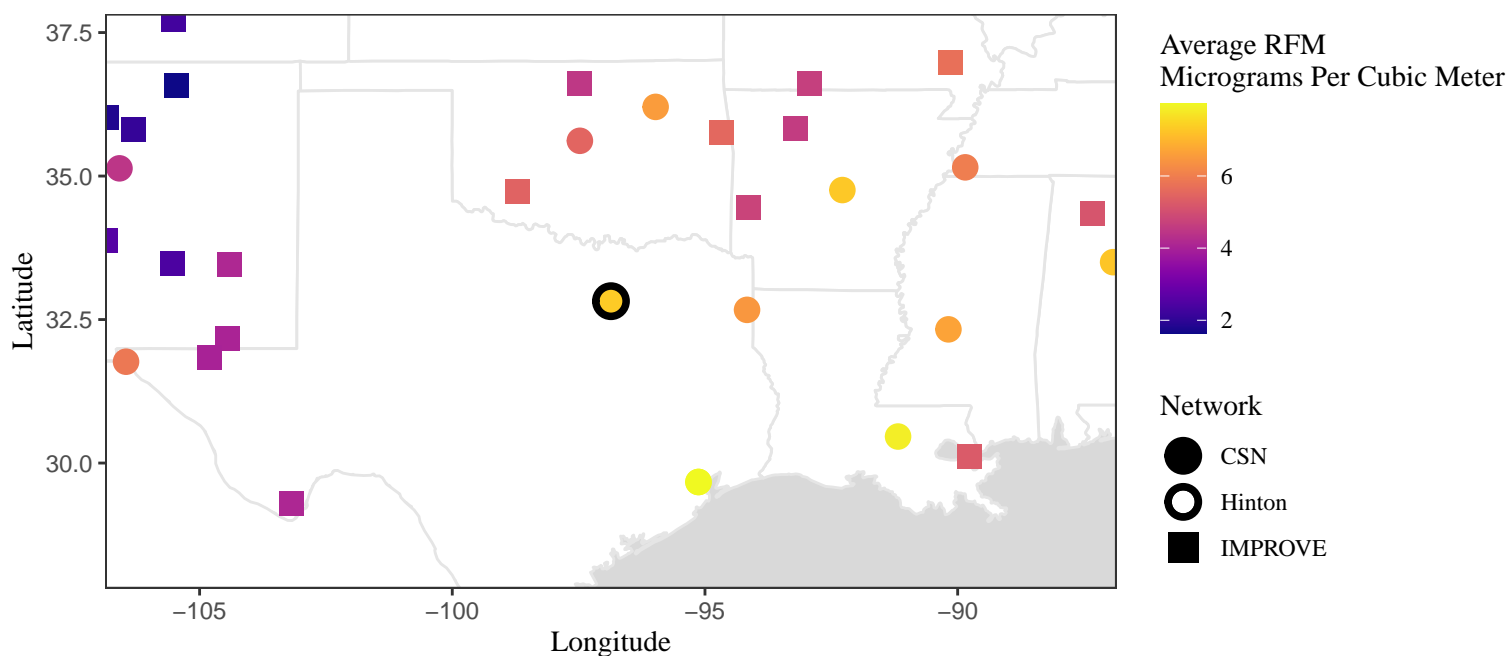 37.5
35.0
32.5
30.0
Latitude
−105
−100
−95
−90
Longitude
Average RFM
Micrograms Per Cubic Meter
6
4
2
Network
CSN
Hinton
IMPROVE